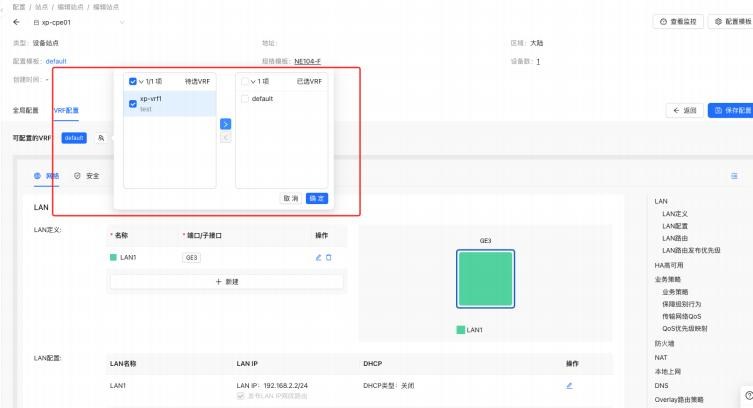 配置 / 站点 / 编辑站点 / 编辑站点
xp-cpe01
查看监控
配置模板
类型: 设备站点
地址:
区域: 大陆
配置模板: default
规格模板: NE104-F
设备数: 1
创建时间: -
1/1 项 待选VRF
1 项 已选VRF
xp-vrf1
test
default
全局配置
VRF配置
返回
保存配置
可配置的VRF:
default
取 消
确 定
网络
安全
LAN
LAN定义:
* 名称
* 端口/子接口
操作
LAN1
GE3
+ 新建
GE3
LAN1
LAN配置:
LAN名称
LAN IP
DHCP
操作
LAN1
LAN IP: 192.168.2.2/24
发布LAN IP网段路由
DHCP类型: 关闭
LAN
LAN定义
LAN配置
LAN路由
LAN路由发布优先级
HA高可用
业务策略
业务策略
保障级别行为
传输网络QoS
QoS优先级映射
防火墙
NAT
本地上网
DNS
Overlay路由策略